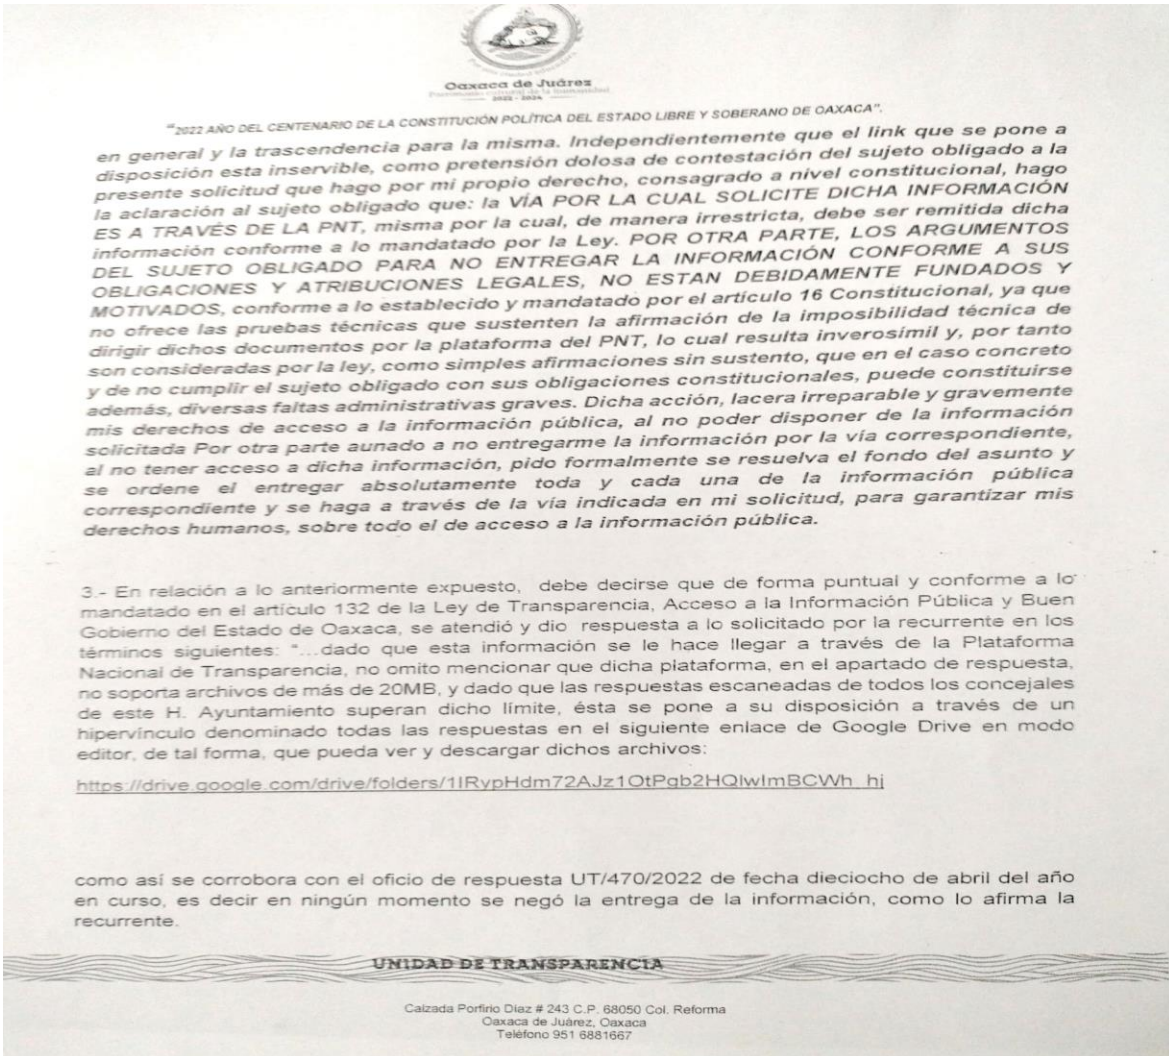 Oaxaca de Juárez
Patrimonio cultural de la humanidad
2022 - 2024
"2022 AÑO DEL CENTENARIO DE LA CONSTITUCIÓN POLÍTICA DEL ESTADO LIBRE Y SOBERANO DE OAXACA".
en general y la trascendencia para la misma. Independientemente que el link que se pone a
disposición esta inservible, como pretensión dolosa de contestación del sujeto obligado a la
presente solicitud que hago por mi propio derecho, consagrado a nivel constitucional, hago
la aclaración al sujeto obligado que: la VÍA POR LA CUAL SOLICITE DICHA INFORMACIÓN
ES A TRAVÉS DE LA PNT, misma por la cual, de manera irrestricta, debe ser remitida dicha
información conforme a lo mandatado por la Ley. POR OTRA PARTE, LOS ARGUMENTOS
DEL SUJETO OBLIGADO PARA NO ENTREGAR LA INFORMACIÓN CONFORME A SUS
OBLIGACIONES Y ATRIBUCIONES LEGALES, NO ESTAN DEBIDAMENTE FUNDADOS Y
MOTIVADOS, conforme a lo establecido y mandatado por el artículo 16 Constitucional, ya que
no ofrece las pruebas técnicas que sustenten la afirmación de la imposibilidad técnica de
dirigir dichos documentos por la plataforma del PNT, lo cual resulta inverosímil y, por tanto
son consideradas por la ley, como simples afirmaciones sin sustento, que en el caso concreto
y de no cumplir el sujeto obligado con sus obligaciones constitucionales, puede constituirse
además, diversas faltas administrativas graves. Dicha acción, lacera irreparable y gravemente
mis derechos de acceso a la información pública, al no poder disponer de la información
solicitada Por otra parte aunado a no entregarme la información por la vía correspondiente,
al no tener acceso a dicha información, pido formalmente se resuelva el fondo del asunto y
se ordene el entregar absolutamente toda y cada una de la información pública
correspondiente y se haga a través de la vía indicada en mi solicitud, para garantizar mis
derechos humanos, sobre todo el de acceso a la información pública.
3.- En relación a lo anteriormente expuesto, debe decirse que de forma puntual y conforme a lo
mandatado en el artículo 132 de la Ley de Transparencia, Acceso a la Información Pública y Buen
Gobierno del Estado de Oaxaca, se atendió y dio respuesta a lo solicitado por la recurrente en los
términos siguientes: "...dado que esta información se le hace llegar a través de la Plataforma
Nacional de Transparencia, no omito mencionar que dicha plataforma, en el apartado de respuesta,
no soporta archivos de más de 20MB, y dado que las respuestas escaneadas de todos los concejales
de este H. Ayuntamiento superan dicho límite, ésta se pone a su disposición a través de un
hipervínculo denominado todas las respuestas en el siguiente enlace de Google Drive en modo
editor, de tal forma, que pueda ver y descargar dichos archivos:
https://drive.google.com/drive/folders/1IRypHdm72AJz1OtPgb2HQIwImBCWh_hj
como así se corrobora con el oficio de respuesta UT/470/2022 de fecha dieciocho de abril del año
en curso, es decir en ningún momento se negó la entrega de la información, como lo afirma la
recurrente.
UNIDAD DE TRANSPARENCIA
Calzada Porfirio Díaz # 243 C.P. 68050 Col. Reforma
Oaxaca de Juárez, Oaxaca
Teléfono 951 6881667